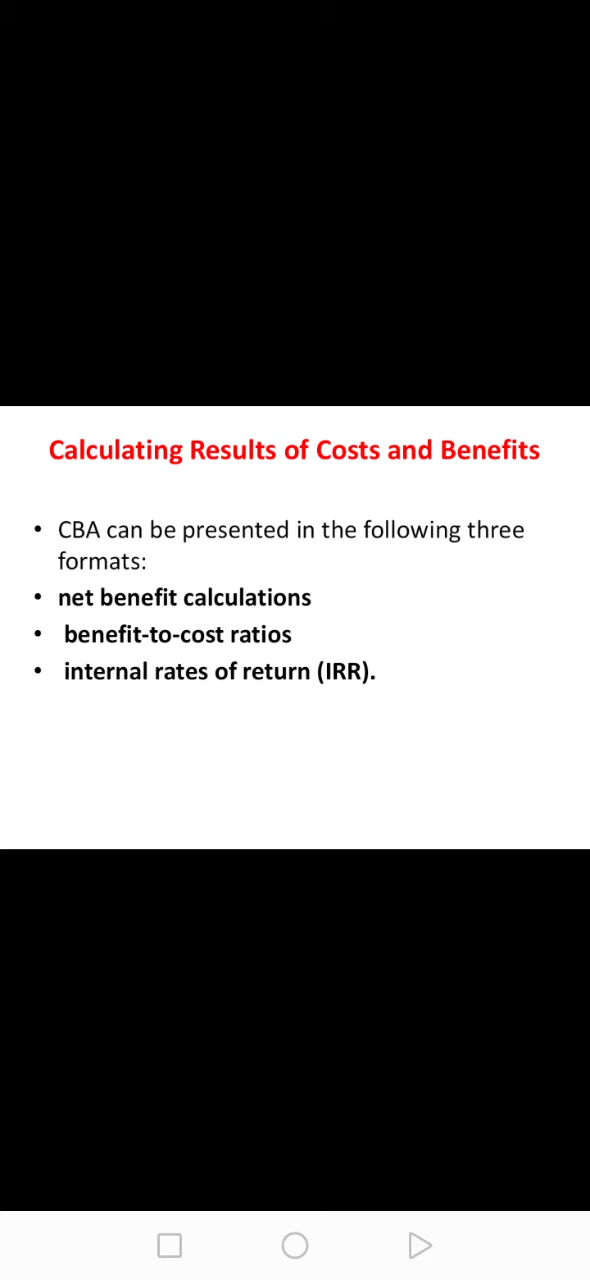 Calculating Results of Costs and Benefits
• CBA can be presented in the following three
formats:
• net benefit calculations
• benefit-to-cost ratios
• internal rates of return (IRR).